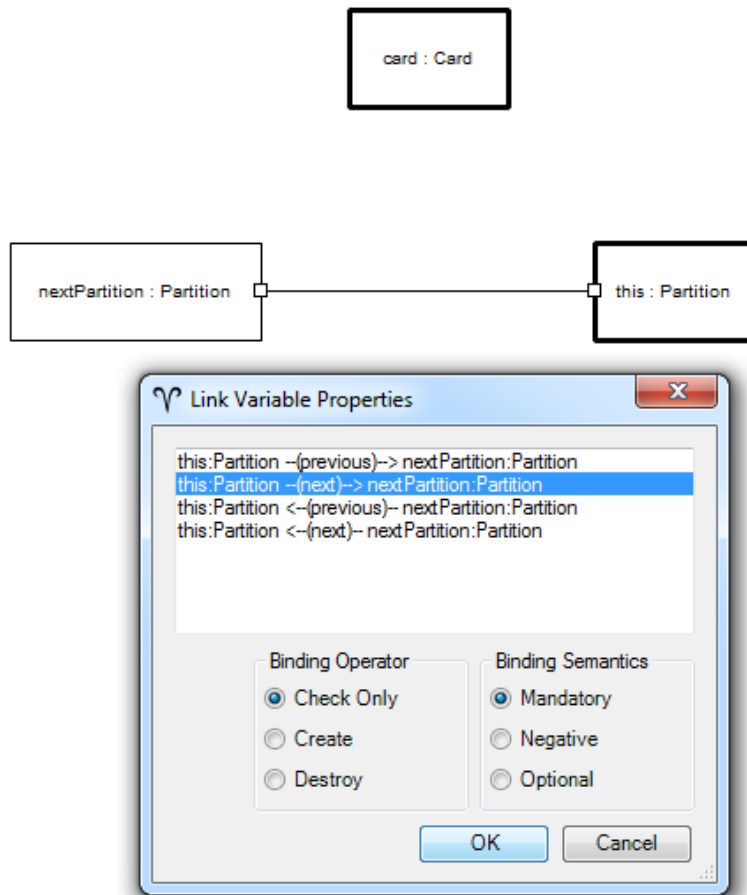 card : Card
nextPartition : Partition
this : Partition
Link Variable Properties
this:Partition --(previous)--> nextPartition:Partition
this:Partition --(next)--> nextPartition:Partition
this:Partition <--(previous)-- nextPartition:Partition
this:Partition <--(next)-- nextPartition:Partition
Binding Operator
Binding Semantics
Check Only
Mandatory
Create
Negative
Destroy
Optional
OK
Cancel